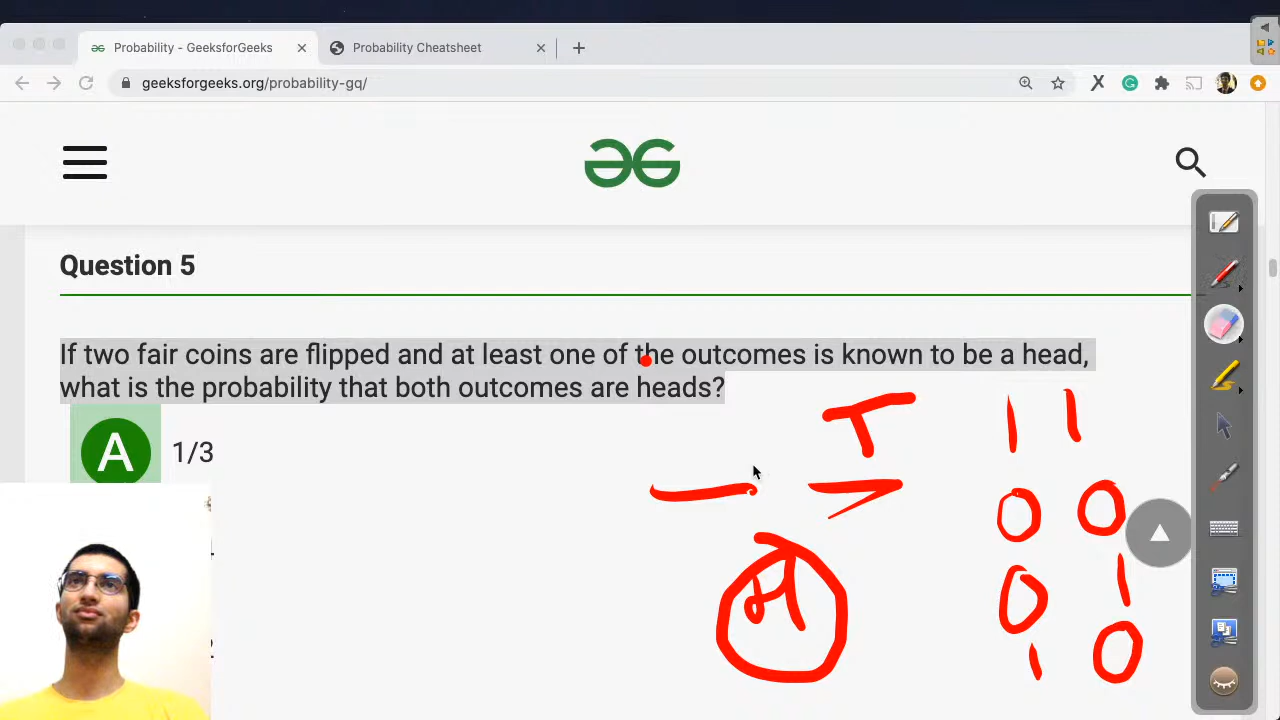 Probability - GeeksforGeeks
Probability Cheatsheet
geeksforgeeks.org/probability-gq/
Question 5
If two fair coins are flipped and at least one of the outcomes is known to be a head,
what is the probability that both outcomes are heads?
A 1/3
T
H
1 1
0 0
0 1
1 0